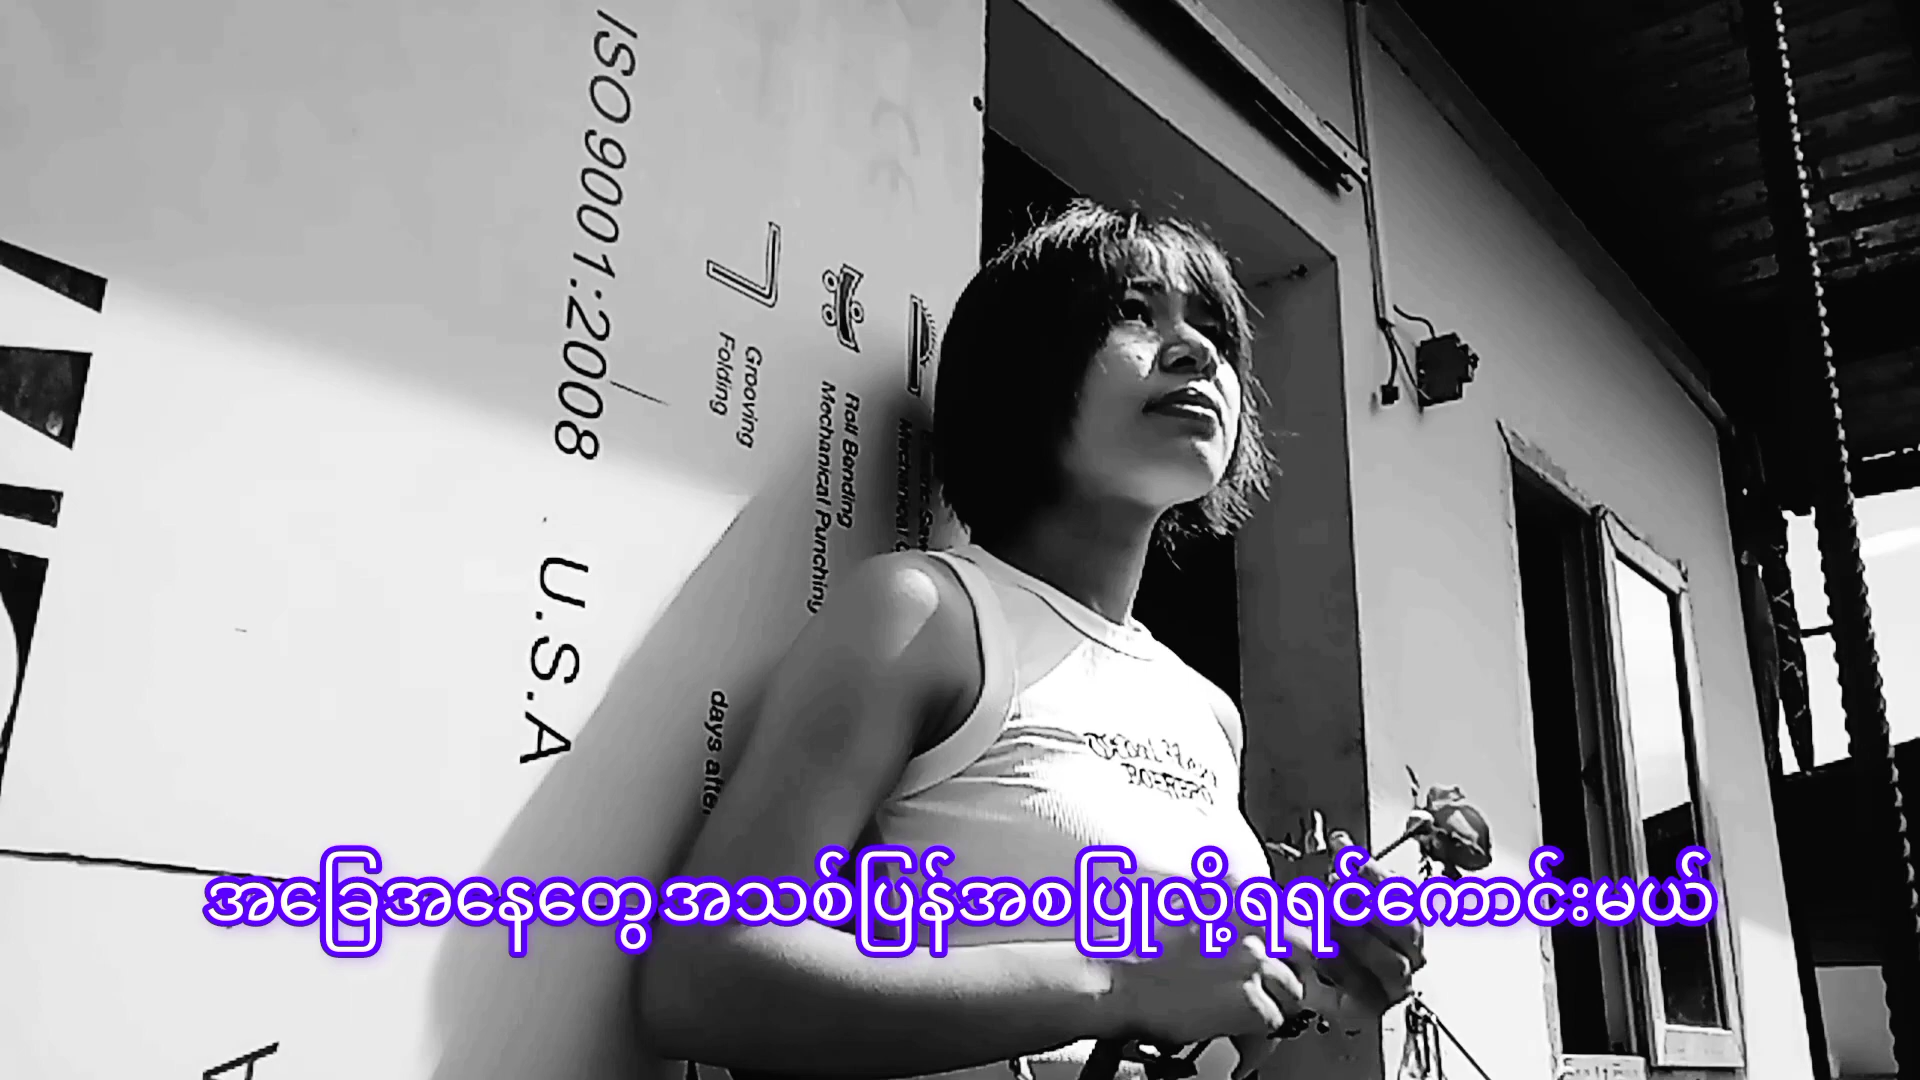 ISO9001:2008 U.S.A
Grooving
Folding
Roll Bending
Mechanical Punching
Mechanical
days after
အခြေအနေတွေအသစ်ပြန်အစပြုလို့ရရင်ကောင်းမယ်